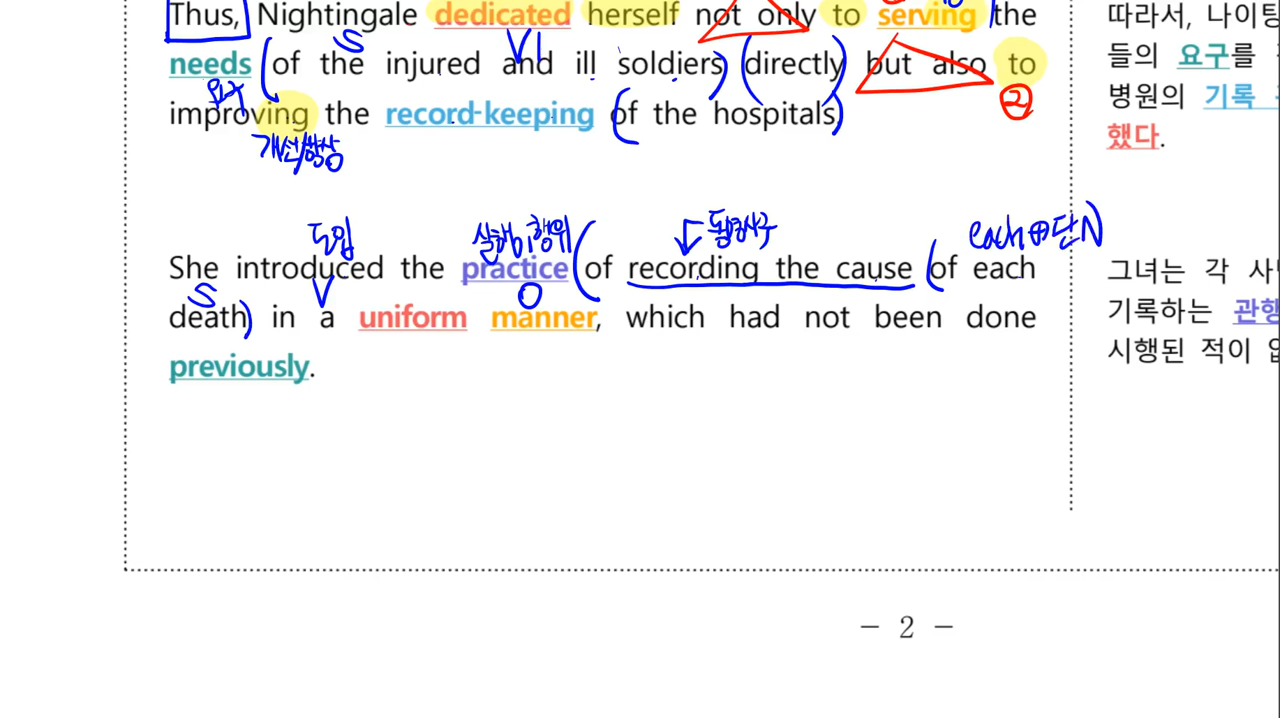 Thus, Nightingale dedicated herself not only to serving the
S V1
needs of the injured and ill soldiers directly but also to
요구 ②
improving the record-keeping of the hospitals
개선/향상
도입 실행, 행위 동명사구 each ⊕ 단N
She introduced the practice of recording the cause of each
S V O
death in a uniform manner, which had not been done
previously.
따라서, 나이팅
들의 요구를
병원의 기록
했다.
그녀는 각 사
기록하는 관행
시행된 적이
- 2 -